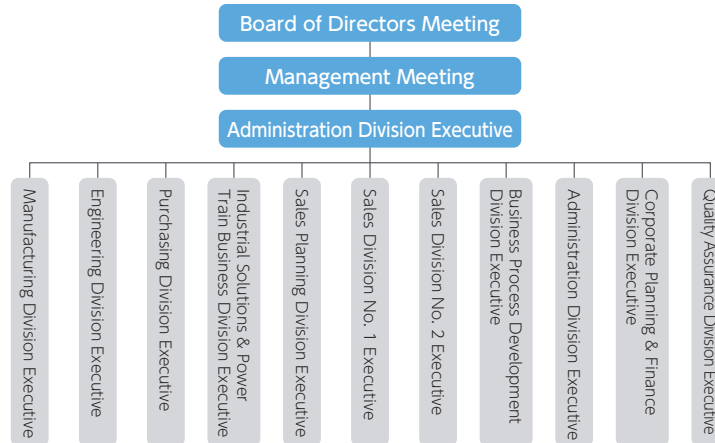 Board of Directors Meeting
Management Meeting
Administration Division Executive
Manufacturing Division Executive
Engineering Division Executive
Purchasing Division Executive
Industrial Solutions & Power
Train Business Division Executive
Sales Planning Division Executive
Sales Division No. 1 Executive
Sales Division No. 2 Executive
Business Process Development
Division Executive
Administration Division Executive
Corporate Planning & Finance
Division Executive
Quality Assurance Division Executive